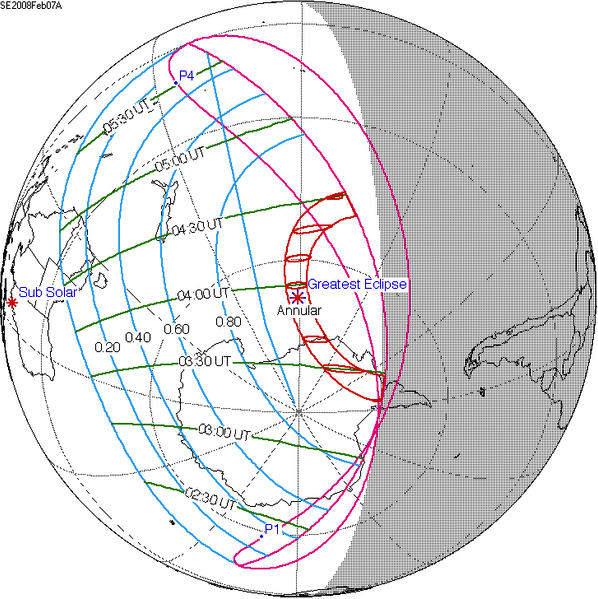 SE2008Feb07A
P4
05:30 UT
05:00 UT
04:30 UT
Sub Solar
Greatest Eclipse
04:00 UT
Annular
0.20 0.40 0.60 0.80
03:30 UT
03:00 UT
02:30 UT
P1